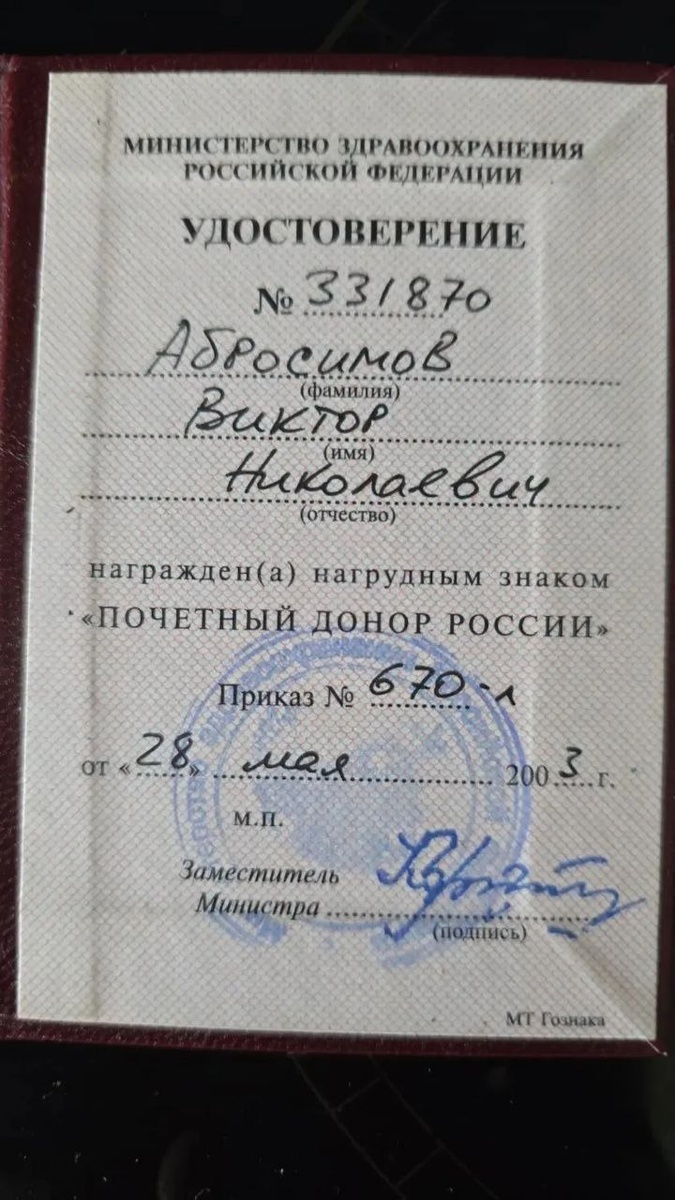 МИНИСТЕРСТВО ЗДРАВООХРАНЕНИЯ
РОССИЙСКОЙ ФЕДЕРАЦИИ
УДОСТОВЕРЕНИЕ
№ 331870
Абросимов
(фамилия)
Виктор
(имя)
Николаевич
(отчество)
награжден(а) нагрудным знаком
«ПОЧЕТНЫЙ ДОНОР РОССИИ»
Приказ № 670-л
от «28» мая 2003 г.
м.п.
Заместитель
Министра
(подпись)
МТ Гознака